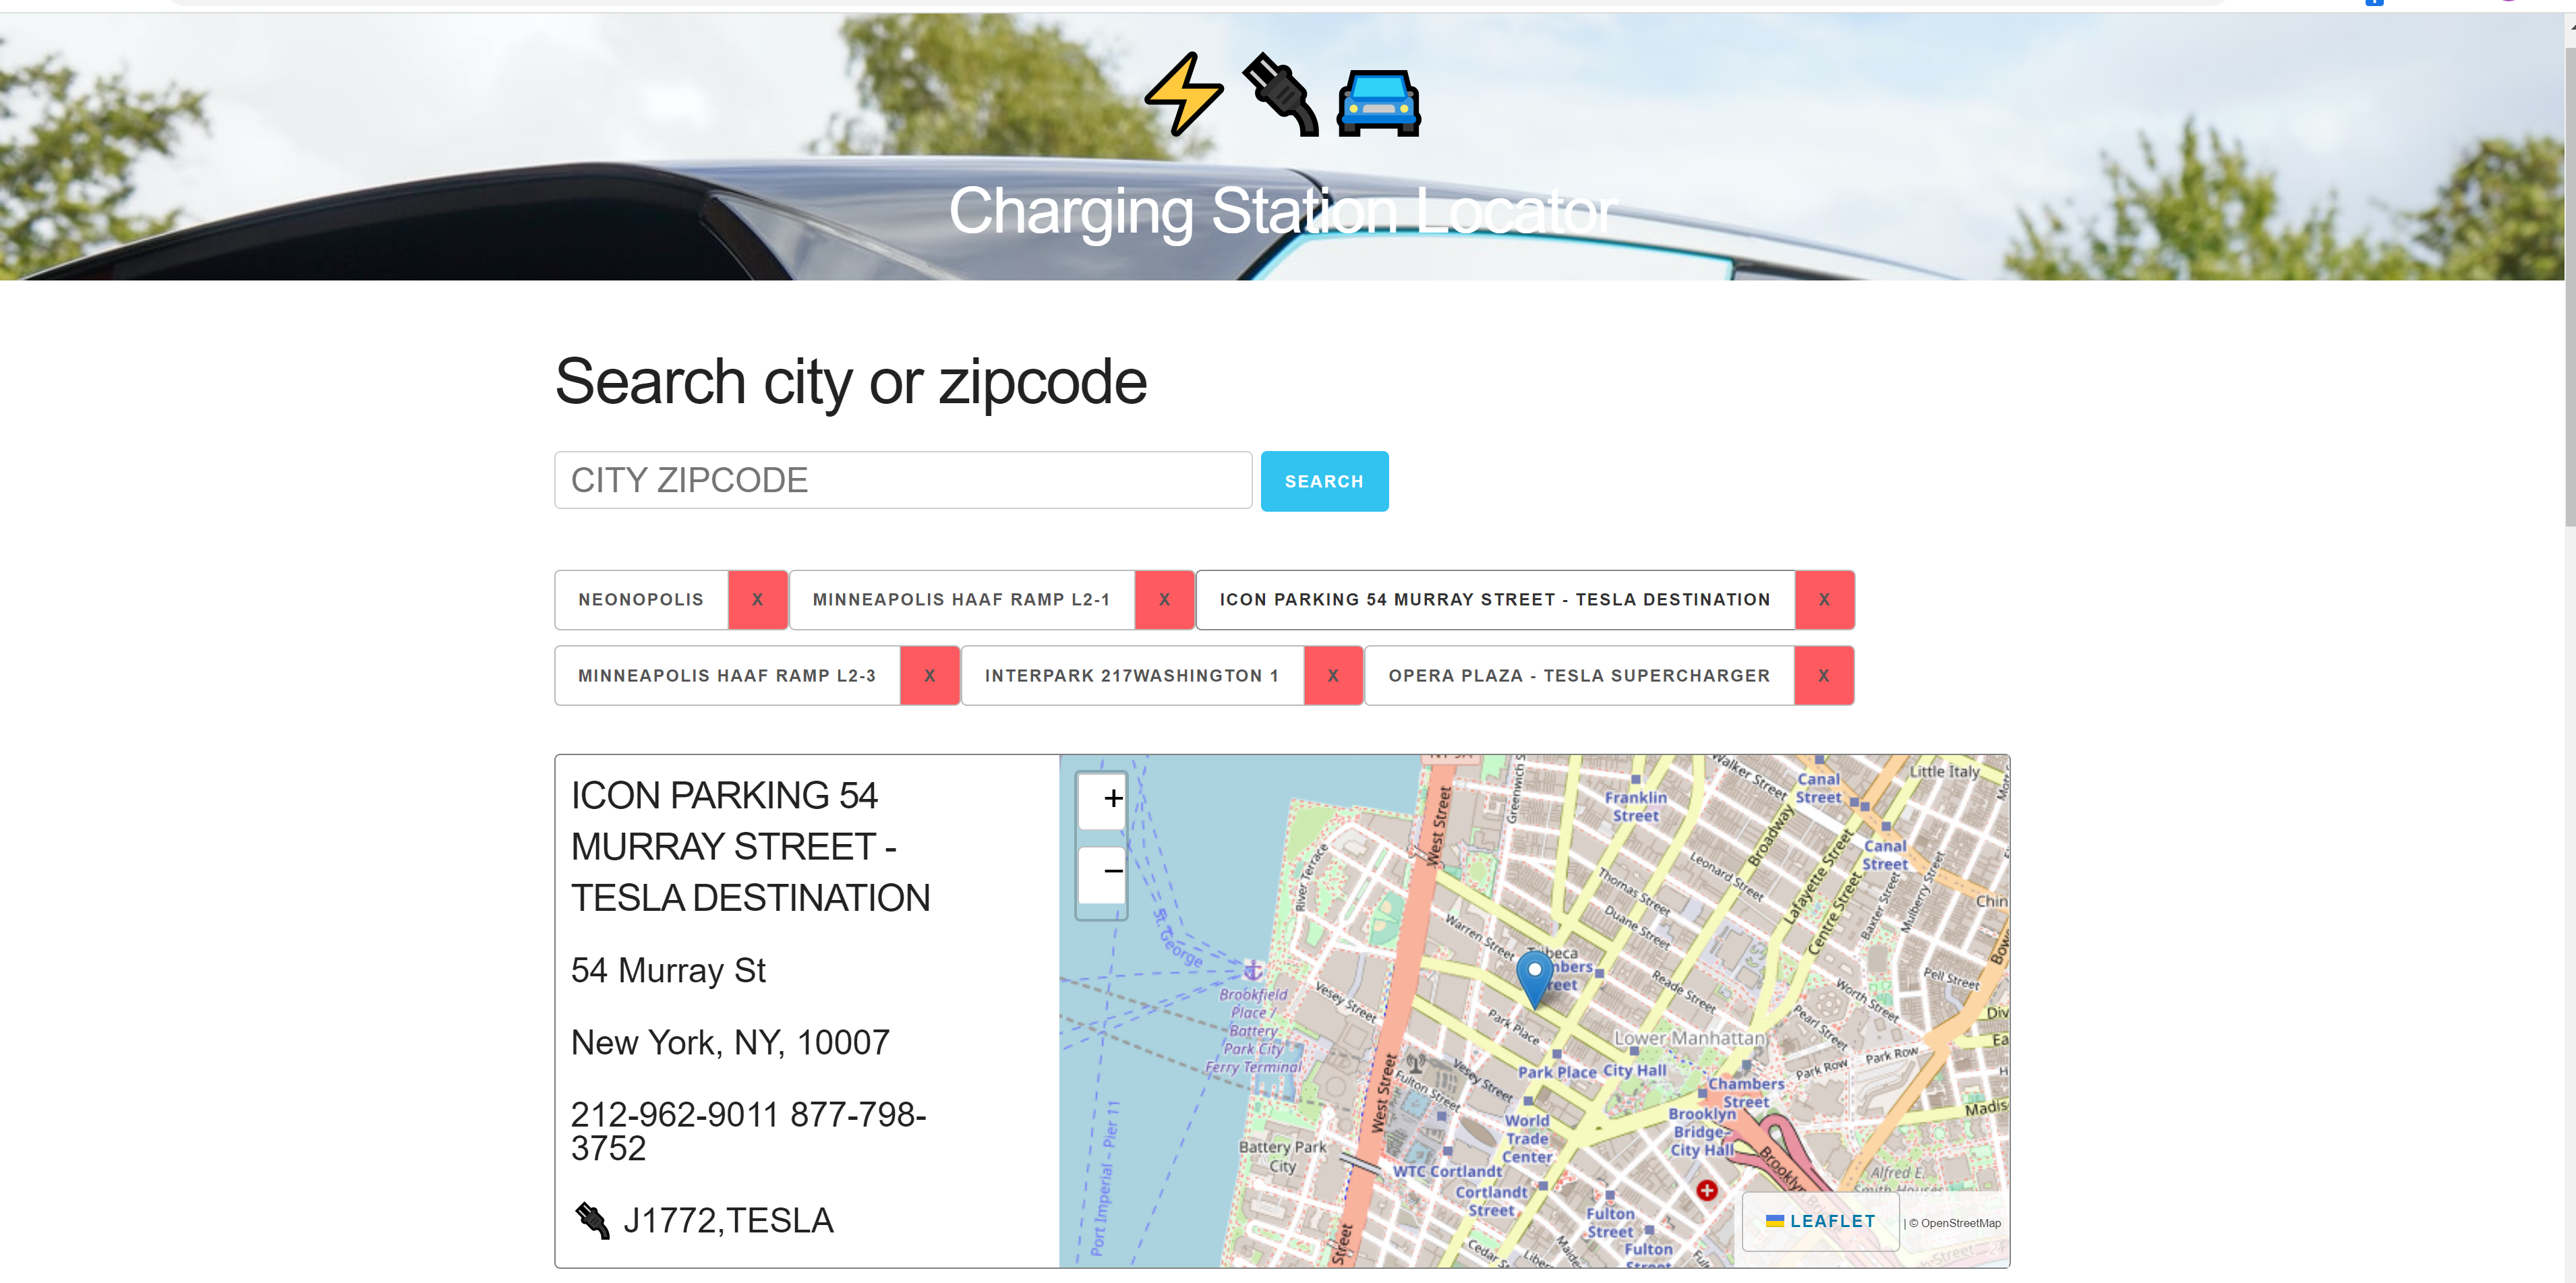 Charging Station Locator
Search city or zipcode
CITY ZIPCODE
SEARCH
NEONOPOLIS X MINNEAPOLIS HAAF RAMP L2-1 X ICON PARKING 54 MURRAY STREET - TESLA DESTINATION X
MINNEAPOLIS HAAF RAMP L2-3 X INTERPARK 217WASHINGTON 1 X OPERA PLAZA - TESLA SUPERCHARGER X
ICON PARKING 54
MURRAY STREET -
TESLA DESTINATION
54 Murray St
New York, NY, 10007
212-962-9011 877-798-
3752
J1772,TESLA
+
−
Walker Street
Canal
Street
Little Italy
Franklin
Street
West Street
Greenwich S
Broadway
Canal
Street
River Terrace
Leonard Street
Lafayette Street
Centre Street
Baxter Street
Mulberry Street
Chin
Thomas Street
Duane Street
Warren Street
St. George
Reade Street
Pell Street
Worth Street
Brookfield
Place /
Battery
Park City
Ferry Terminal
Vesey Street
Park Place
Pearl Street
Lower Manhattan
Park Row
Park Row
Park Place
City Hall
Vesey Street
Fulton Street
Chambers
Street
Brooklyn
Bridge–
City Hall
Madis
West Street
World
Trade
Center
Battery Park
City
WTC Cortlandt
Cortlandt
Street
Port Imperial - Pier 11
Brooklyn
Alfred E.
Smith Houses
Fulton
Street
Fulton
Street
Cedar S
Street
LEAFLET | © OpenStreetMap